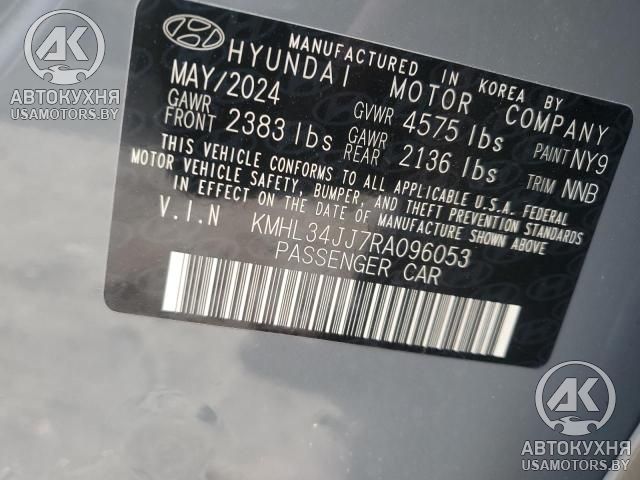 MANUFACTURED IN KOREA BY
HYUNDAI MOTOR COMPANY
MAY/2024 GVWR 4575 lbs PAINT NY9
GAWR FRONT 2383 lbs GAWR REAR 2136 lbs TRIM NNB
THIS VEHICLE CONFORMS TO ALL APPLICABLE U.S.A. FEDERAL
MOTOR VEHICLE SAFETY, BUMPER, AND THEFT PREVENTION STANDARDS
IN EFFECT ON THE DATE OF MANUFACTURE SHOWN ABOVE
V.I.N KMHL34JJ7RA096053
PASSENGER CAR
АК
АВТОКУХНЯ
USAMOTORS.BY
АК
АВТОКУХНЯ
USAMOTORS.BY